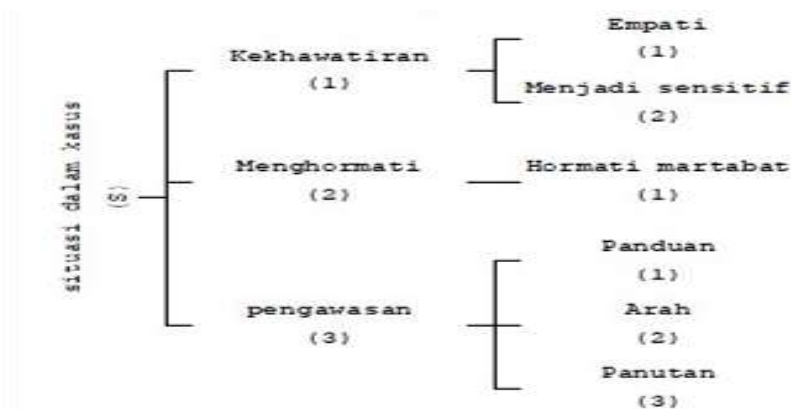 situasi dalam kasus
(S)
Kekhawatiran
(1)
Empati
(1)
Menjadi sensitif
(2)
Menghormati
(2)
Hormati martabat
(1)
pengawasan
(3)
Panduan
(1)
Arah
(2)
Panutan
(3)